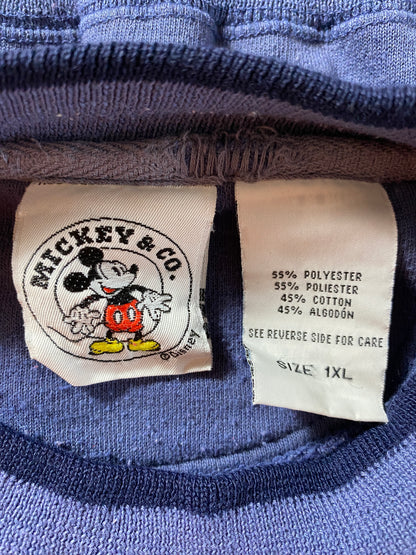 MICKEY & CO.
©Disney
55% POLYESTER
55% POLIESTER
45% COTTON
45% ALGODÓN
SEE REVERSE SIDE FOR CARE
SIZE 1XL